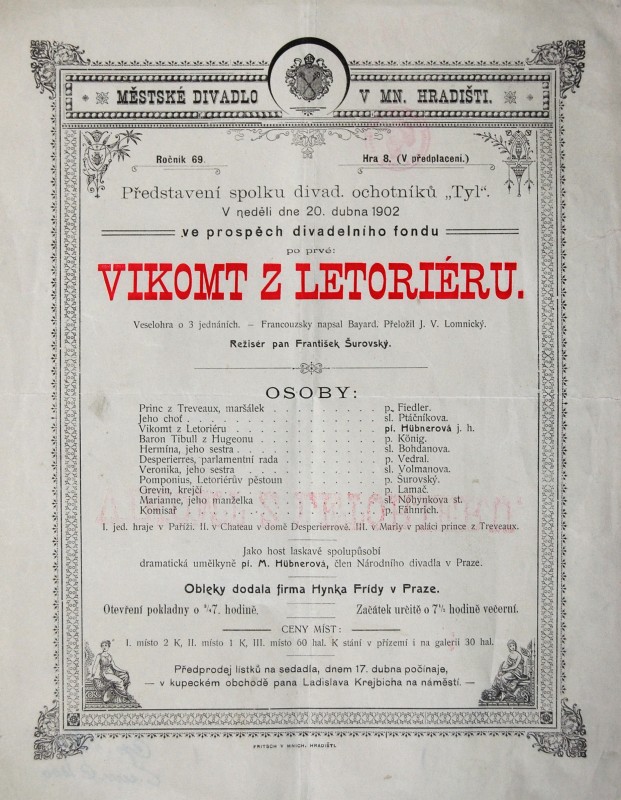 MĚSTSKÉ DIVADLO V MN. HRADIŠTI.
Ročník 69. Hra 8. (V předplacení.)
Představení spolku divad. ochotníků „Tyl“.
V neděli dne 20. dubna 1902
ve prospěch divadelního fondu
po prvé:
VIKOMT Z LETORIÉRU.
Veselohra o 3 jednáních. – Francouzsky napsal Bayard. Přeložil J. V. Lomnický.
Režisér pan František Šurovský.
OSOBY:
Princ z Treveaux, maršálek . . . p. Fiedler.
Jeho choť . . . sl. Ptáčníkova.
Vikomt z Letoriéru . . . pí. Hübnerová j. h.
Baron Tibull z Hugeonu . . . p. König.
Hermína, jeho sestra . . . sl. Bohdanova.
Desperierres, parlamentní rada . . . p. Vedral.
Veronika, jeho sestra . . . sl. Volmanova.
Pomponius, Letoriérův pěstoun . . . p. Šurovský.
Grevin, krejčí . . . p. Lamač.
Marianne, jeho manželka . . . sl. Nohynkova st.
Komisař . . . p. Fähnrich.
I. jed. hraje v Paříži. II. v Chateau v domě Desperierrově. III. v Marly v paláci prince z Treveaux.
Jako host laskavě spolupůsobí
dramatická umělkyně pí. M. Hübnerová, člen Národního divadla v Praze.
Obleky dodala firma Hynka Frídy v Praze.
Otevření pokladny o 3/47. hodině. Začátek určitě o 7½ hodině večerní.
CENY MÍST:
I. místo 2 K, II. místo 1 K, III. místo 60 hal. K stání v přízemí i na galerii 30 hal.
Předprodej lístků na sedadla, dnem 17. dubna počínaje,
— v kupeckém obchodě pana Ladislava Krejbicha na náměstí. —
FRITSCH V MNICH. HRADIŠTI.